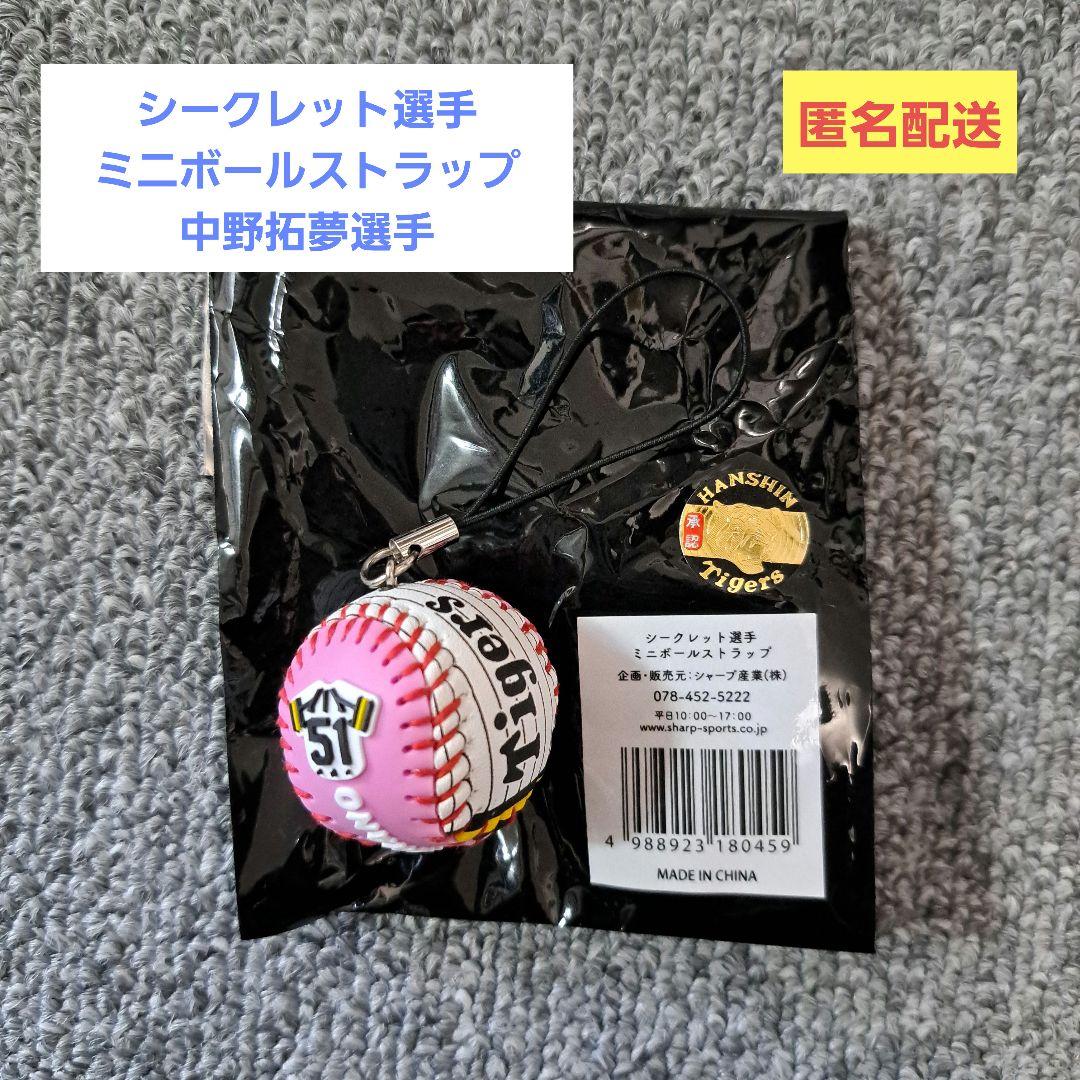 シークレット選手
ミニボールストラップ
中野拓夢選手
匿名配送
HANSHIN
承認
Tigers
Tigers
51
シークレット選手
ミニボールストラップ
企画・販売元:シャープ産業(株)
078-452-5222
平日10:00~17:00
www.sharp-sports.co.jp
4 988923 180459
MADE IN CHINA